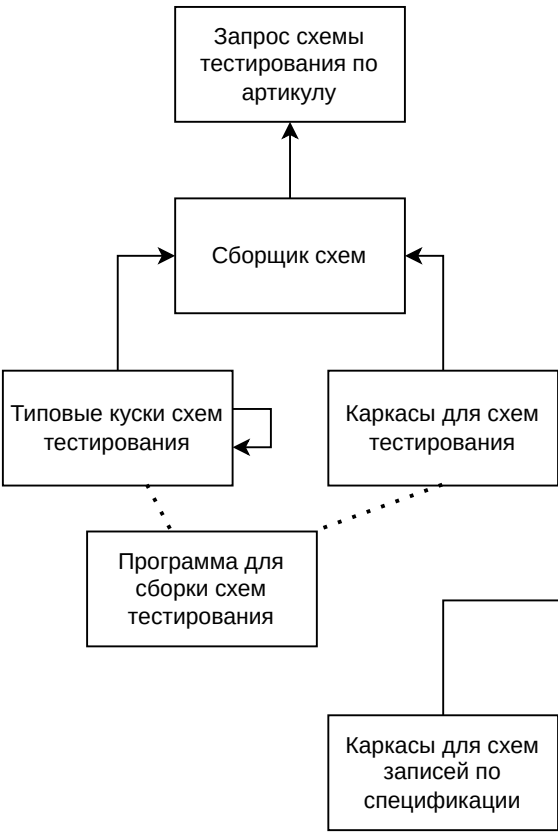 Запрос схемы
тестирования по
артикулу
Сборщик схем
Типовые куски схем
тестирования
Каркасы для схем
тестирования
Программа для
сборки схем
тестирования
Каркасы для схем
записей по
спецификации